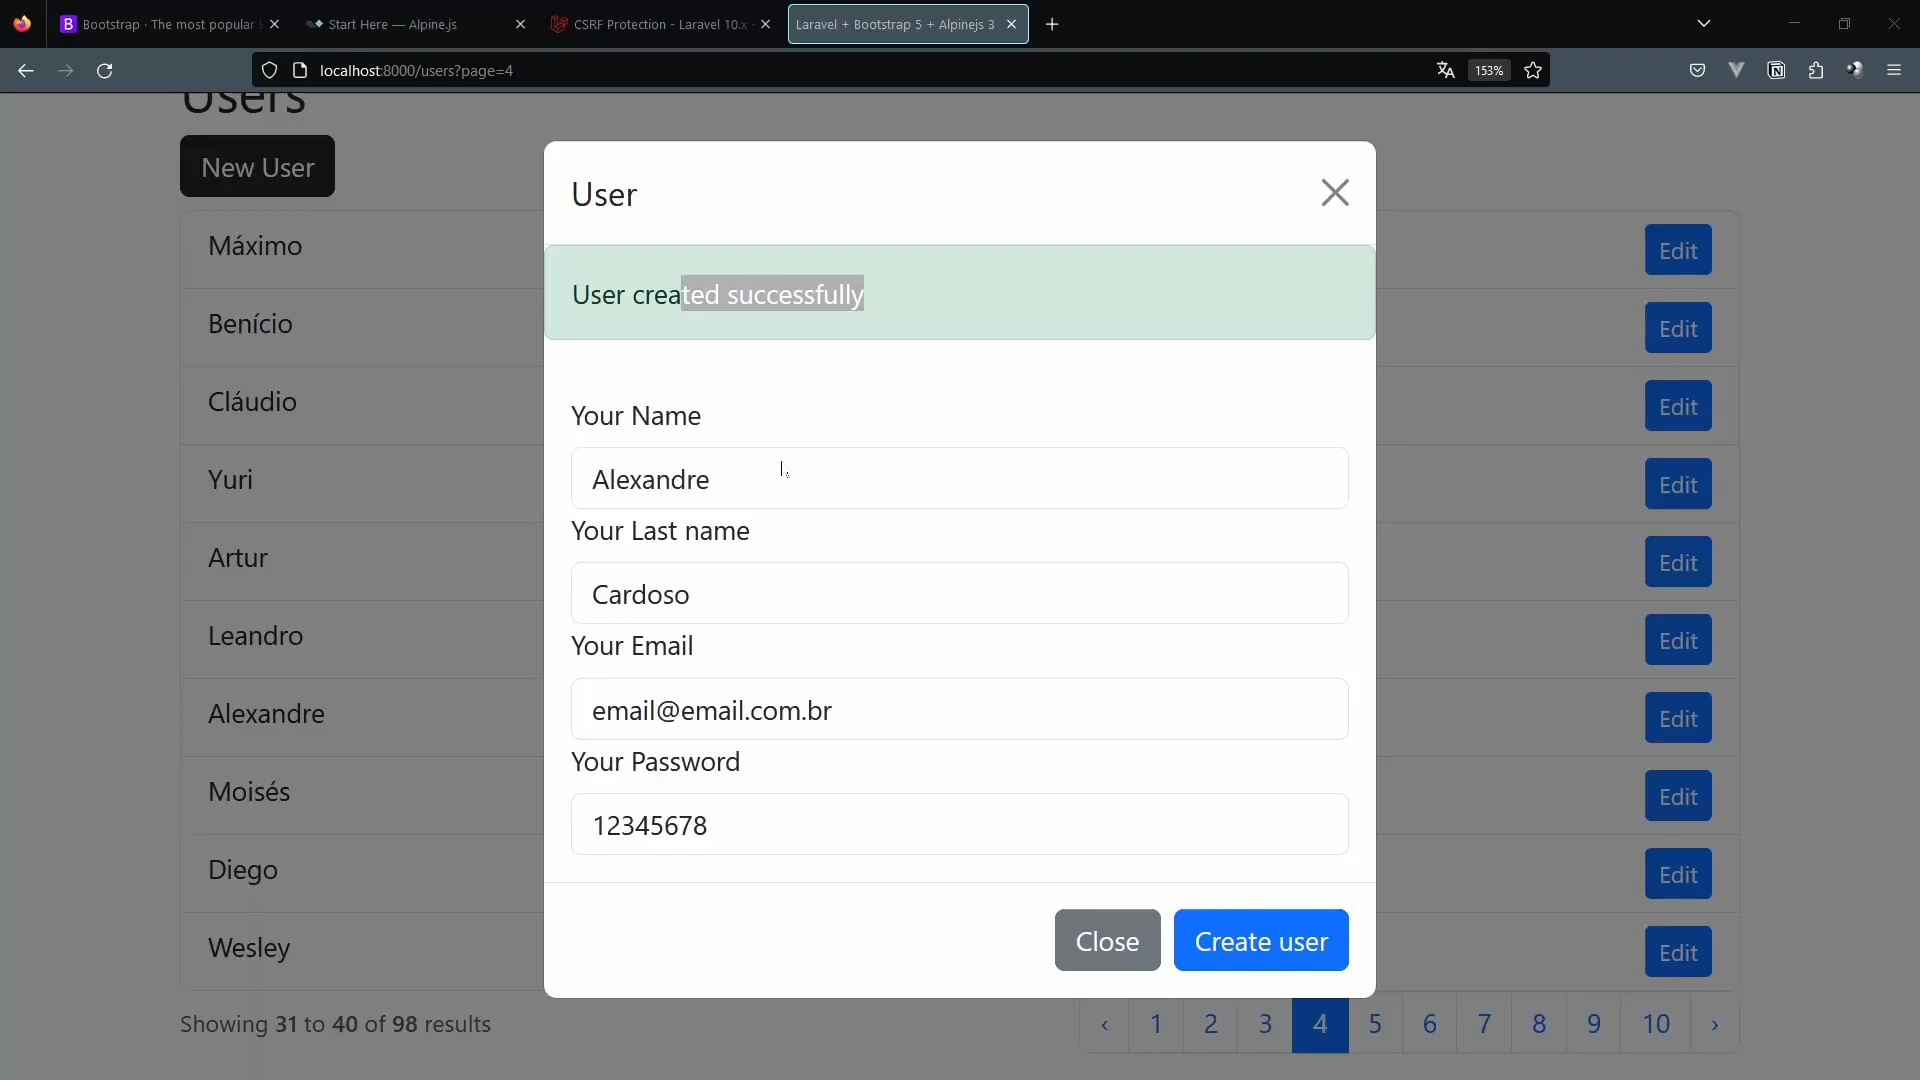 Bootstrap · The most popular
Start Here — Alpine.js
CSRF Protection - Laravel 10.x -
Laravel + Bootstrap 5 + Alpinejs 3
localhost:8000/users?page=4
153%
Users
New User
User
User created successfully
Your Name
Alexandre
Your Last name
Cardoso
Your Email
email@email.com.br
Your Password
12345678
Close
Create user
Máximo
Edit
Benício
Edit
Cláudio
Edit
Yuri
Edit
Artur
Edit
Leandro
Edit
Alexandre
Edit
Moisés
Edit
Diego
Edit
Wesley
Edit
Showing 31 to 40 of 98 results
‹ 1 2 3 4 5 6 7 8 9 10 ›